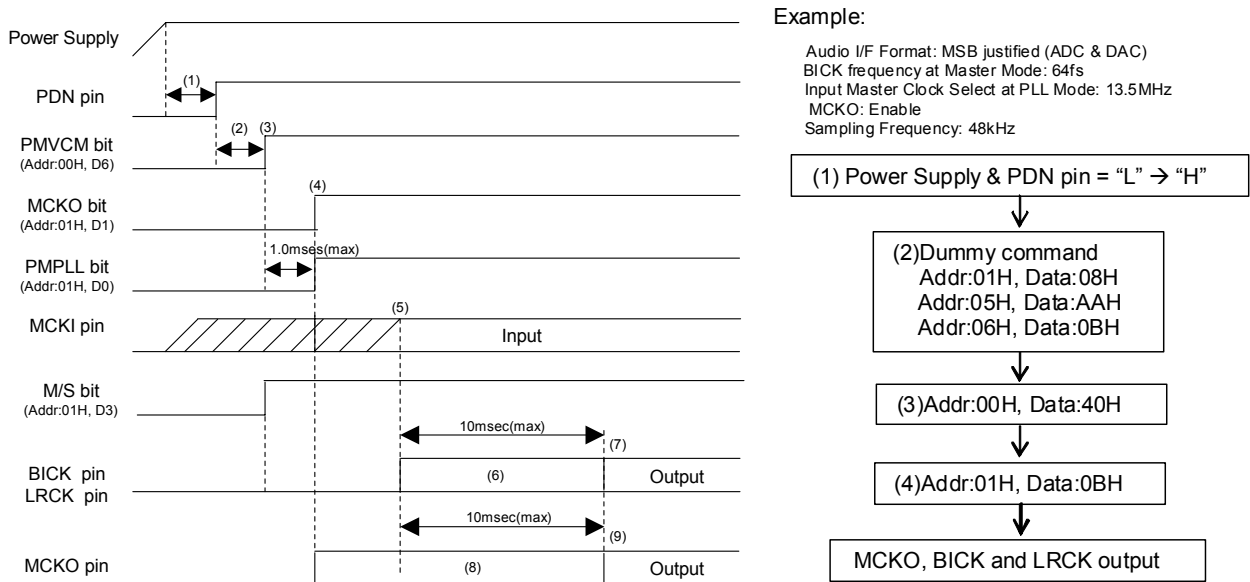 Power Supply
(1)
PDN pin
(2)
(3)
PMVCM bit
(Addr:00H, D6)
(4)
MCKO bit
(Addr:01H, D1)
1.0mses(max)
PMPLL bit
(Addr:01H, D0)
(5)
MCKI pin
Input
M/S bit
(Addr:01H, D3)
10msec(max)
(7)
BICK pin
LRCK pin
(6)
Output
10msec(max)
(9)
MCKO pin
(8)
Output
Example:
Audio I/F Format: MSB justified (ADC & DAC)
BICK frequency at Master Mode: 64fs
Input Master Clock Select at PLL Mode: 13.5MHz
MCKO: Enable
Sampling Frequency: 48kHz
(1) Power Supply & PDN pin = “L” → “H”
(2)Dummy command
Addr:01H, Data:08H
Addr:05H, Data:AAH
Addr:06H, Data:0BH
(3)Addr:00H, Data:40H
(4)Addr:01H, Data:0BH
MCKO, BICK and LRCK output